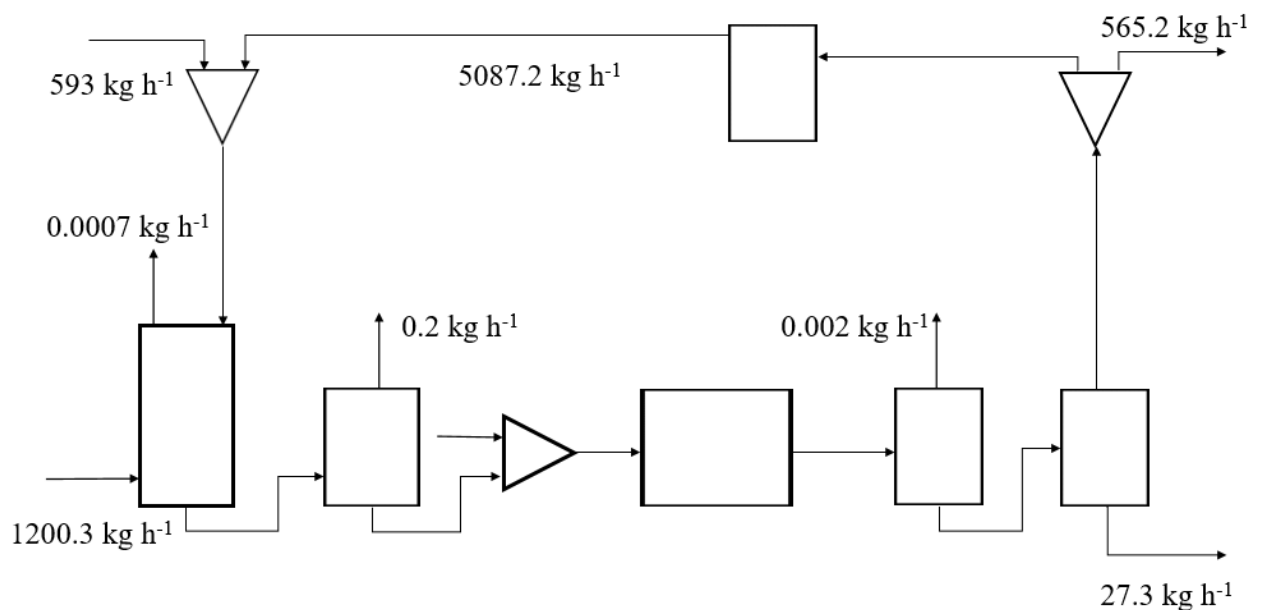 565.2 kg h⁻¹
593 kg h⁻¹
5087.2 kg h⁻¹
0.0007 kg h⁻¹
0.2 kg h⁻¹
0.002 kg h⁻¹
1200.3 kg h⁻¹
27.3 kg h⁻¹